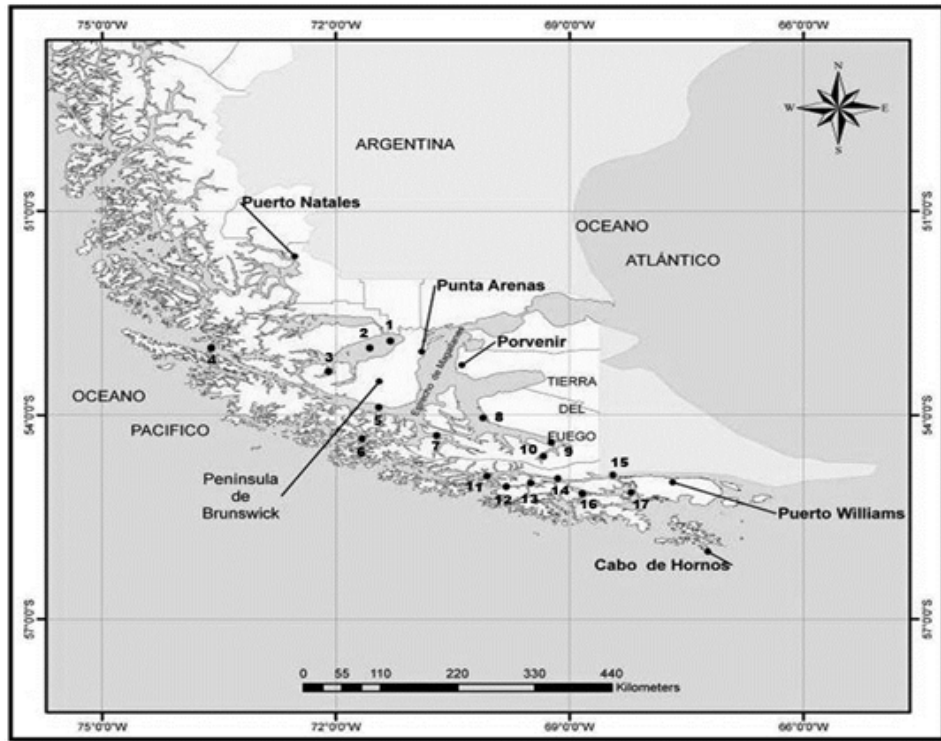 75°0'0"W 72°0'0"W 69°0'0"W 66°0'0"W
N
W E
S
ARGENTINA
Puerto Natales
51°0'0"S 51°0'0"S
OCEANO
ATLÁNTICO
Punta Arenas
1
2
Porvenir
3
4
Estrecho de Magallanes
TIERRA
OCEANO
DEL
54°0'0"S 54°0'0"S
5
8
PACIFICO
FUEGO
6
7
10
9
Península
de
Brunswick
11
12
13
14
15
16
17
Puerto Williams
Cabo de Hornos
57°0'0"S 57°0'0"S
0 55 110 220 330 440
Kilometers
75°0'0"W 72°0'0"W 69°0'0"W 66°0'0"W